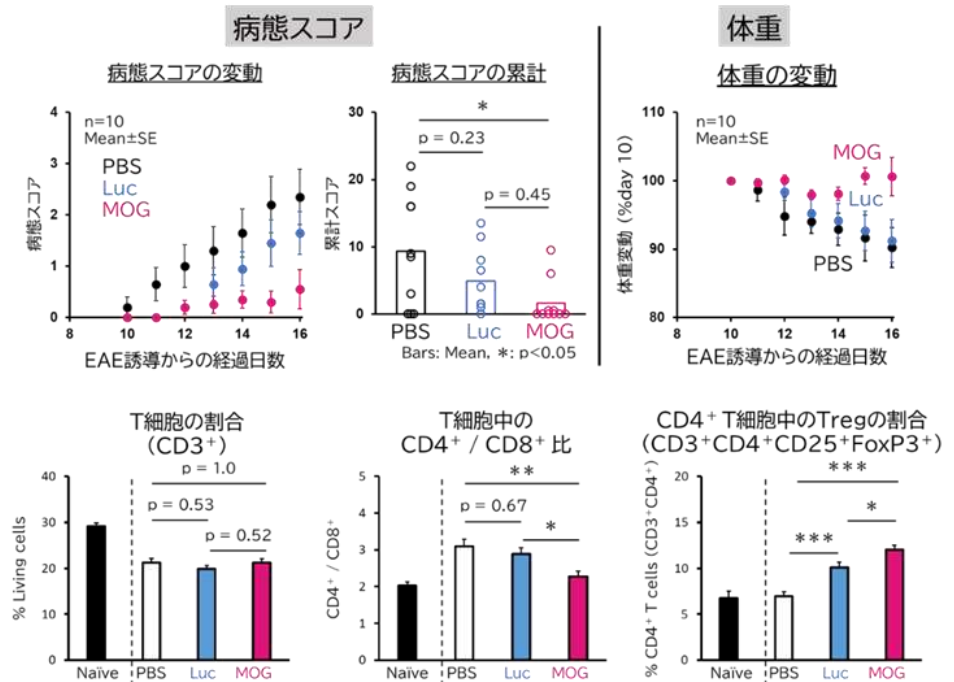 病態スコア
体重
病態スコアの変動
病態スコアの累計
体重の変動
4
3
2
1
0
病態スコア
n=10
Mean±SE
PBS
Luc
MOG
8
10
12
14
16
EAE誘導からの経過日数
30
20
10
0
累計スコア
*
p = 0.23
p = 0.45
PBS
Luc
MOG
Bars: Mean, *: p<0.05
110
100
90
80
体重変動 (%day 10)
n=10
Mean±SE
MOG
Luc
PBS
8
10
12
14
16
EAE誘導からの経過日数
T細胞の割合
（CD3⁺）
40
30
20
10
0
% Living cells
p = 1.0
p = 0.53
p = 0.52
Naïve
PBS
Luc
MOG
T細胞中の
CD4⁺ / CD8⁺ 比
5
4
3
2
1
0
CD4⁺ / CD8⁺
**
p = 0.67
*
Naïve
PBS
Luc
MOG
CD4⁺ T細胞中のTregの割合
（CD3⁺CD4⁺CD25⁺FoxP3⁺）
20
15
10
5
0
% CD4⁺ T cells (CD3⁺CD4⁺)
***
***
*
Naïve
PBS
Luc
MOG